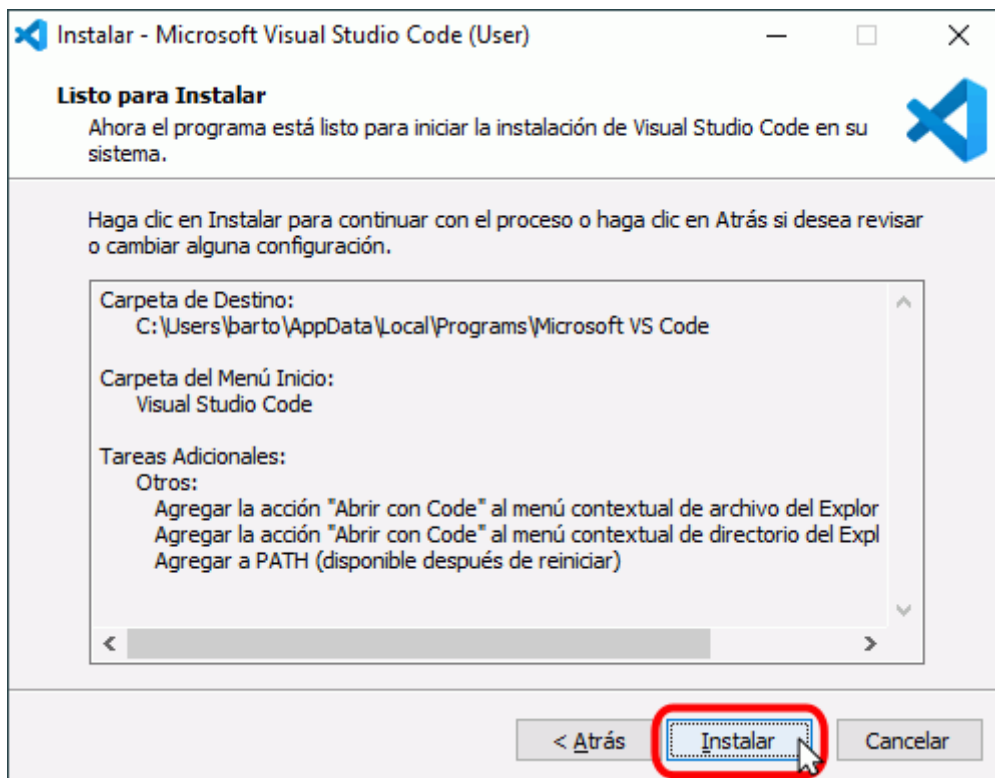 Instalar - Microsoft Visual Studio Code (User)
Listo para Instalar
Ahora el programa está listo para iniciar la instalación de Visual Studio Code en su
sistema.
Haga clic en Instalar para continuar con el proceso o haga clic en Atrás si desea revisar
o cambiar alguna configuración.
Carpeta de Destino:
C:\Users\barto\AppData\Local\Programs\Microsoft VS Code
Carpeta del Menú Inicio:
Visual Studio Code
Tareas Adicionales:
Otros:
Agregar la acción "Abrir con Code" al menú contextual de archivo del Explor
Agregar la acción "Abrir con Code" al menú contextual de directorio del Expl
Agregar a PATH (disponible después de reiniciar)
< Atrás Instalar Cancelar